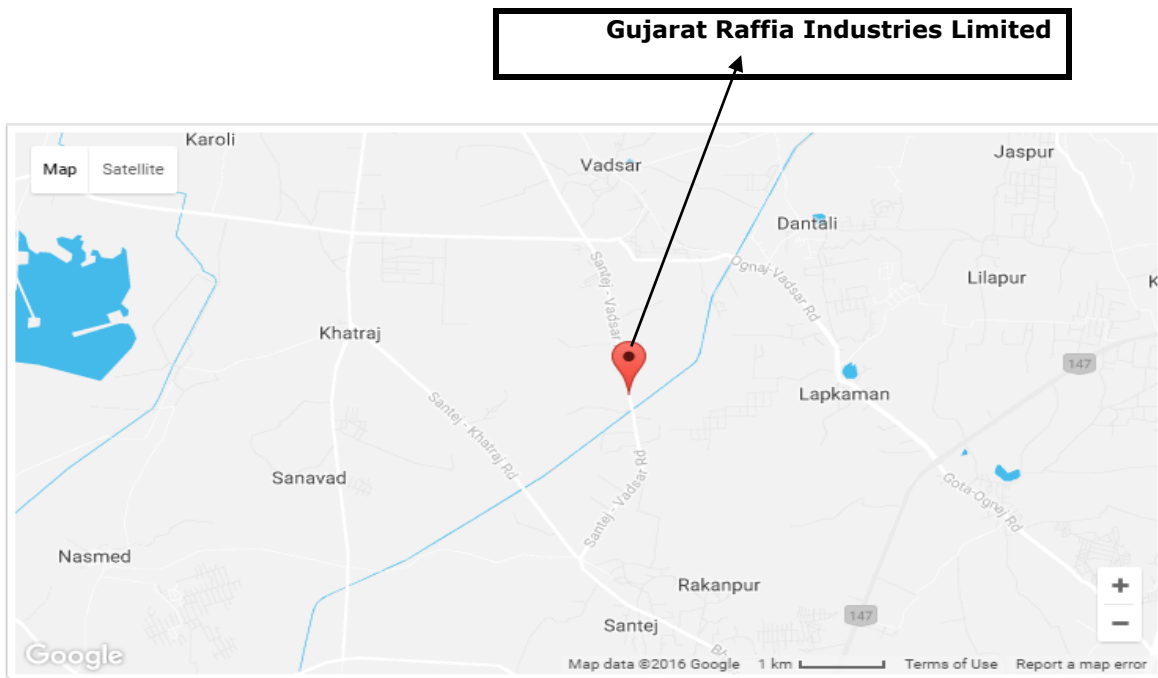 Gujarat Raffia Industries Limited
Karoli
Vadsar
Jaspur
Map Satellite
Dantali
Santej - Vadsar
Ognaj-Vadsar Rd
Lilapur
K
Khatraj
147
Lapkaman
Santej - Khatraj Rd
Sanavad
Santej - Vadsar Rd
Gota-Ognaj Rd
Nasmed
Rakanpur
+
147
−
Santej
BA
Google
Map data ©2016 Google 1 km Terms of Use Report a map error